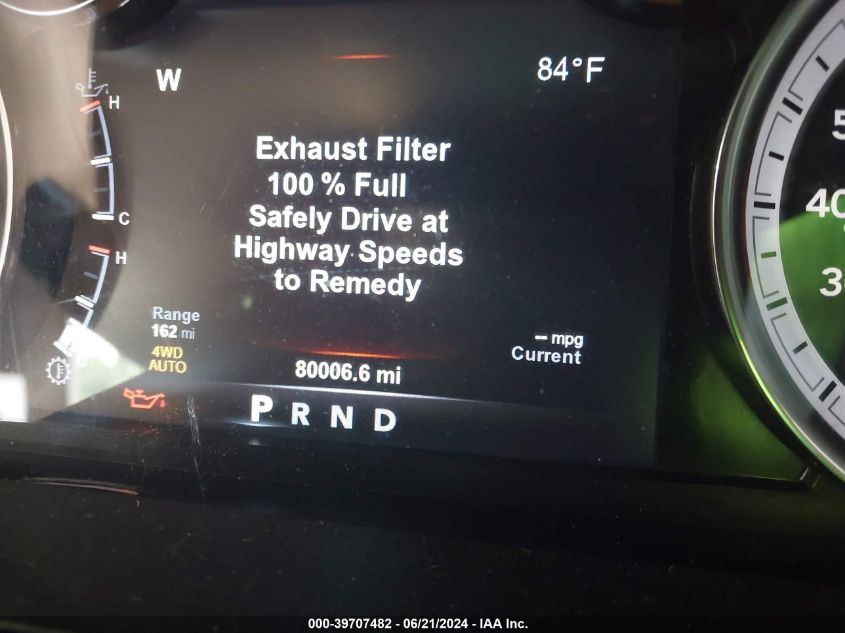 W
84°F
H
C
H
Exhaust Filter
100 % Full
Safely Drive at
Highway Speeds
to Remedy
Range
162 mi
4WD
AUTO
-- mpg
Current
80006.6 mi
P R N D
40
000-39707482 - 06/21/2024 - IAA Inc.